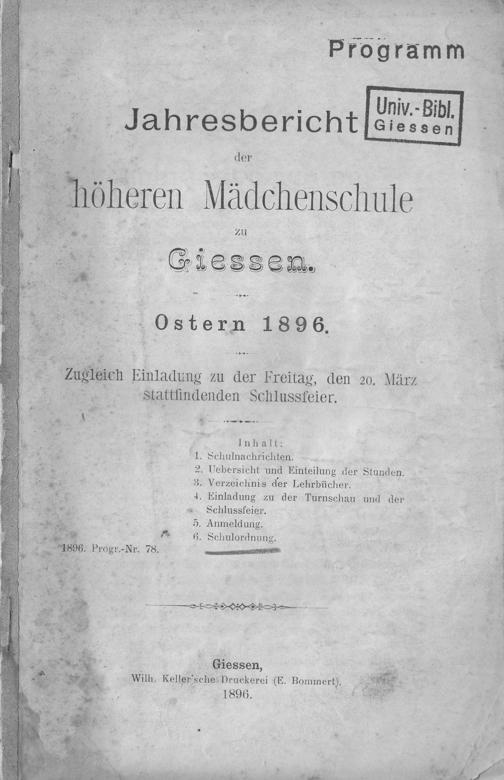 Programm
Univ.-Bibl.
Giessen
Jahresbericht
der
höheren Mädchenschule
zu
Giessen.
Ostern 1896.
Zugleich Einladung zu der Freitag, den 20. März
stattfindenden Schlussfeier.
Inhalt:
1. Schulnachrichten.
2. Uebersicht und Einteilung der Stunden.
3. Verzeichnis der Lehrbücher.
4. Einladung zu der Turnschau und der
Schlussfeier.
5. Anmeldung.
6. Schulordnung.
1896. Progr.-Nr. 78.
Giessen,
Wilh. Keller'sche Druckerei (E. Bommert).
1896.